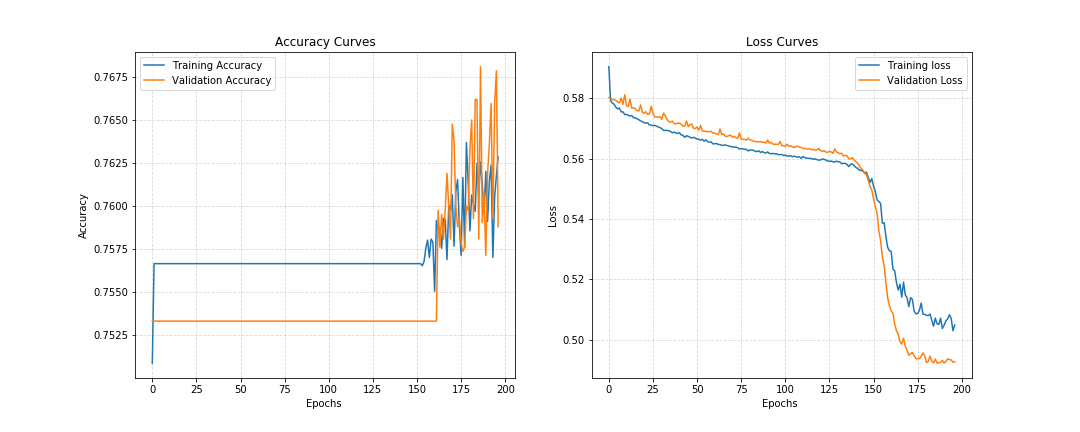 Accuracy Curves
Training Accuracy
Validation Accuracy
0.7675
0.7650
0.7625
0.7600
0.7575
0.7550
0.7525
Accuracy
0 25 50 75 100 125 150 175 200
Epochs
Loss Curves
Training loss
Validation Loss
0.58
0.56
0.54
0.52
0.50
Loss
0 25 50 75 100 125 150 175 200
Epochs